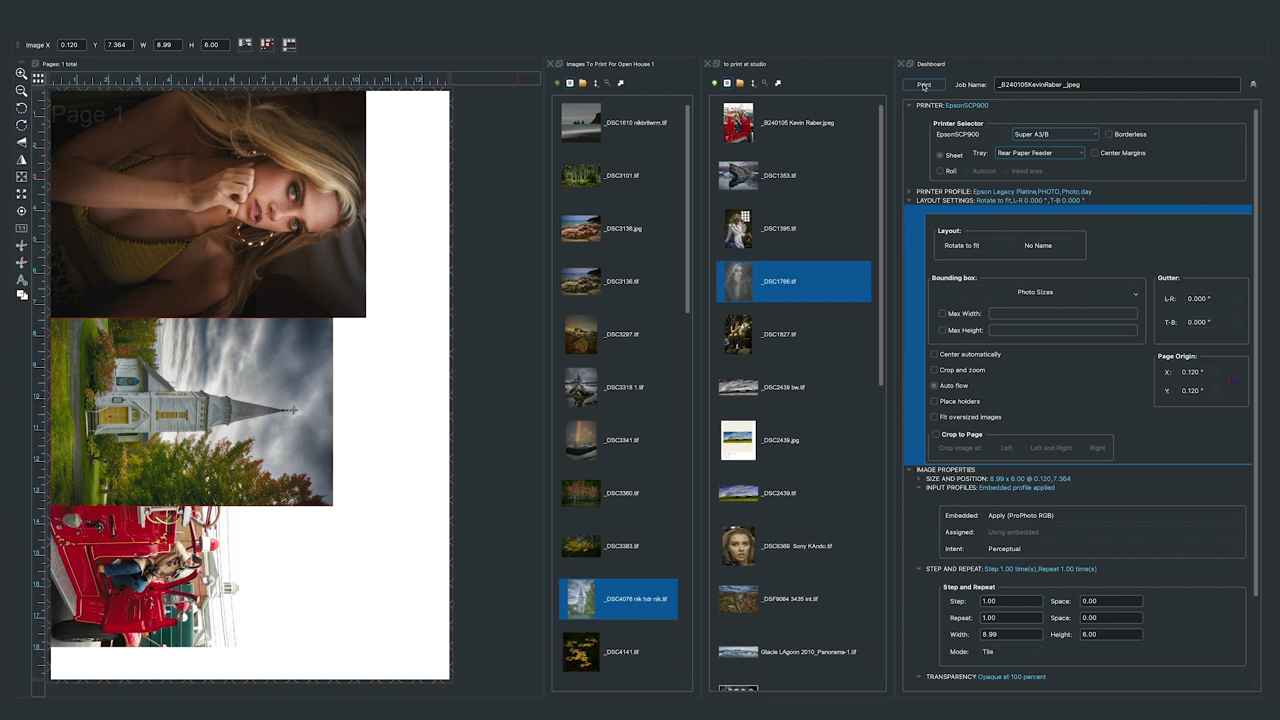 Image X 0.120 Y 7.364 W 8.99 H 6.00
Pages: 1 total
Images To Print For Open House 1
to print at studio
Dashboard
Page 1
_DSC1610 nikbrllwrm.tif
_DSC3101.tif
_DSC3136.jpg
_DSC3136.tif
_DSC3297.tif
_DSC3318 1.tif
_DSC3341.tif
_DSC3360.tif
_DSC3383.tif
_DSC4076 nik hdr nik.tif
_DSC4141.tif
_B240105 Kevin Raber.jpeg
_DSC1353.tif
_DSC1395.tif
_DSC1766.tif
_DSC1827.tif
_DSC2439 bw.tif
_DSC2439.jpg
_DSC2439.tif
_DSC8369 Sony KAndo.tif
_DSF9064 3435 int.tif
Glacie LAgoon 2010_Panorama-1.tif
Print Job Name: _B240105KevinRaber _jpeg
PRINTER: EpsonSCP900
Printer Selector
EpsonSCP900 Super A3/B Borderless
Sheet Tray: Rear Paper Feeder Center Margins
Roll Autocut Inked area
PRINTER PROFILE: Epson Legacy Platine,PHOTO,Photo,day
LAYOUT SETTINGS: Rotate to fit,L-R 0.000 ",T-B 0.000 "
Layout:
Rotate to fit No Name
Bounding box: Gutter:
Photo Sizes
L-R: 0.000 "
Max Width:
T-B: 0.000 "
Max Height:
Center automatically
Page Origin:
Crop and zoom
X: 0.120 "
Auto flow
Y: 0.120 "
Place holders
Fit oversized images
Crop to Page
Crop image at: Left Left and Right Right
IMAGE PROPERTIES
SIZE AND POSITION: 8.99 x 6.00 @ 0.120,7.364
INPUT PROFILES: Embedded profile applied
Embedded: Apply (ProPhoto RGB)
Assigned: Using embedded
Intent: Perceptual
STEP AND REPEAT: Step 1.00 time(s),Repeat 1.00 time(s)
Step and Repeat
Step: 1.00 Space: 0.00
Repeat: 1.00 Space: 0.00
Width: 8.99 Height: 6.00
Mode: Tile
TRANSPARENCY: Opaque at 100 percent